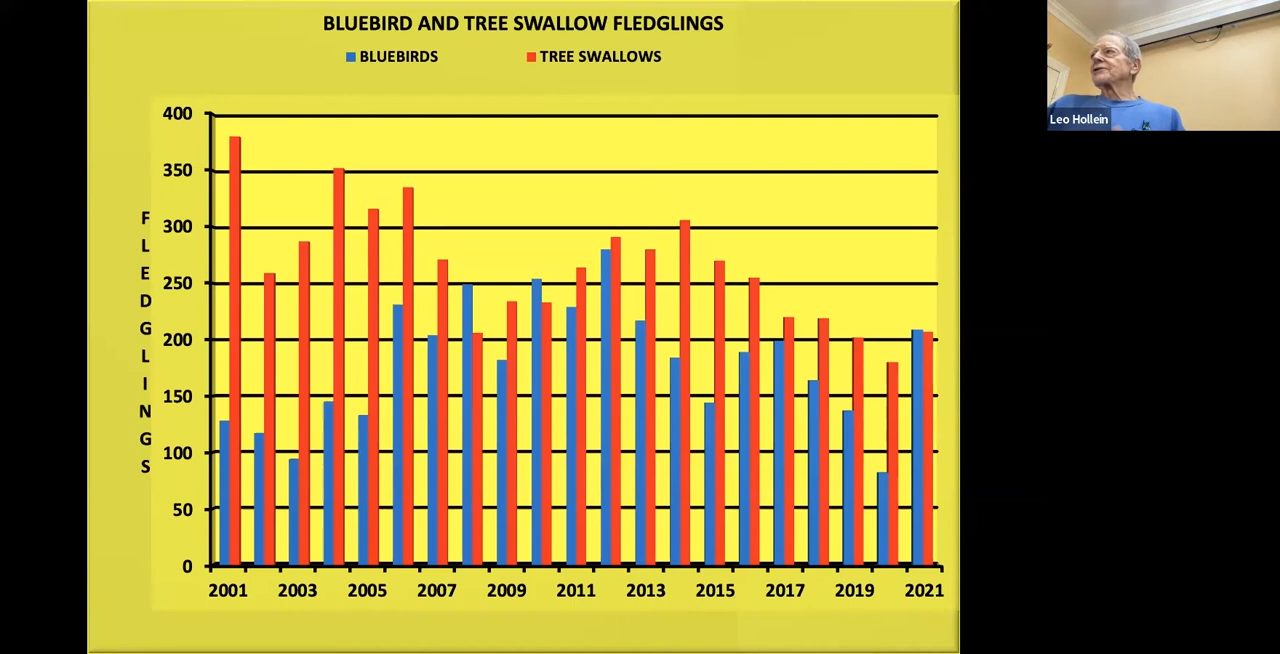 BLUEBIRD AND TREE SWALLOW FLEDGLINGS
BLUEBIRDS TREE SWALLOWS
FLEDGLINGS
400
350
300
250
200
150
100
50
0
2001 2003 2005 2007 2009 2011 2013 2015 2017 2019 2021
Leo Hollein